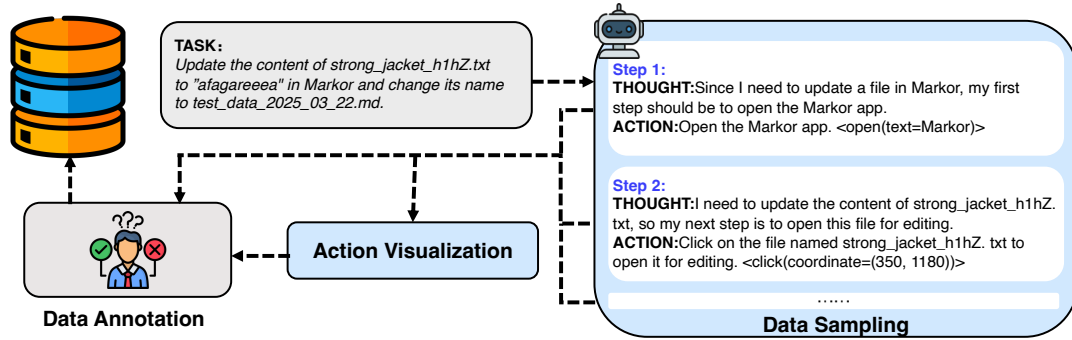 TASK:
Update the content of strong_jacket_h1hZ.txt
to "afagareeea" in Markor and change its name
to test_data_2025_03_22.md.
Step 1:
THOUGHT:Since I need to update a file in Markor, my first
step should be to open the Markor app.
ACTION:Open the Markor app. <open(text=Markor)>
Step 2:
THOUGHT:I need to update the content of strong_jacket_h1hZ.
txt, so my next step is to open this file for editing.
ACTION:Click on the file named strong_jacket_h1hZ. txt to
open it for editing. <click(coordinate=(350, 1180))>
......
Data Sampling
Action Visualization
???
Data Annotation